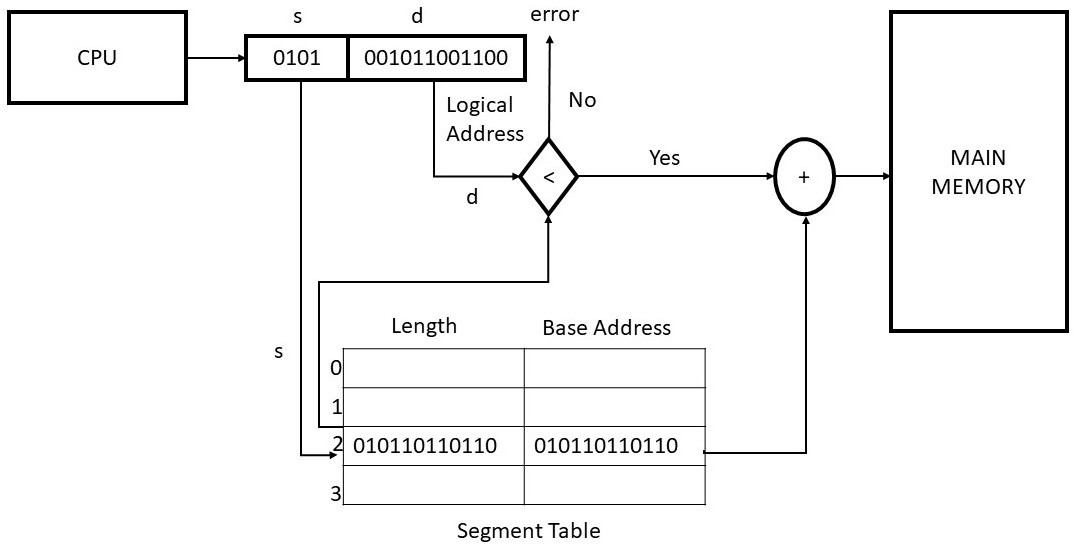 s d error
CPU 0101 001011001100
Logical
Address
No
Yes
d
<
+
MAIN
MEMORY
s
Length Base Address
0
1
2 010110110110 010110110110
3
Segment Table